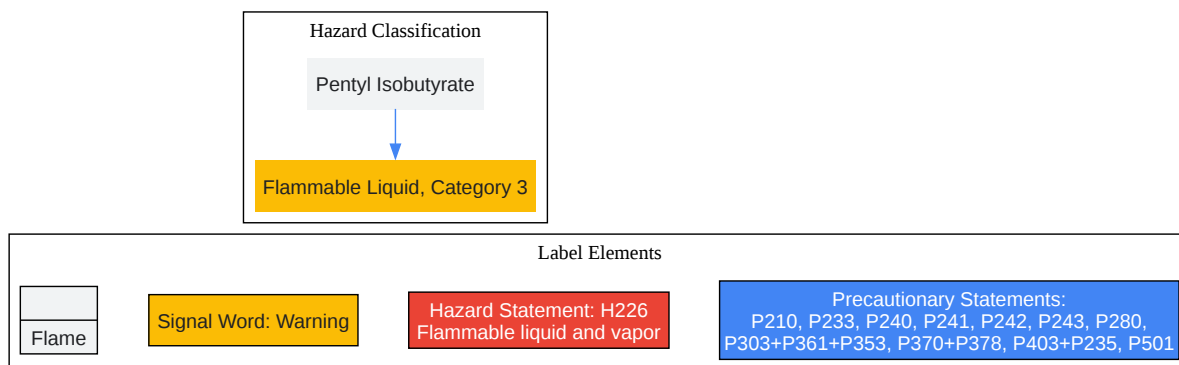 Hazard Classification
Pentyl Isobutyrate
Flammable Liquid, Category 3
Label Elements
Flame
Signal Word: Warning
Hazard Statement: H226
Flammable liquid and vapor
Precautionary Statements:
P210, P233, P240, P241, P242, P243, P280,
P303+P361+P353, P370+P378, P403+P235, P501